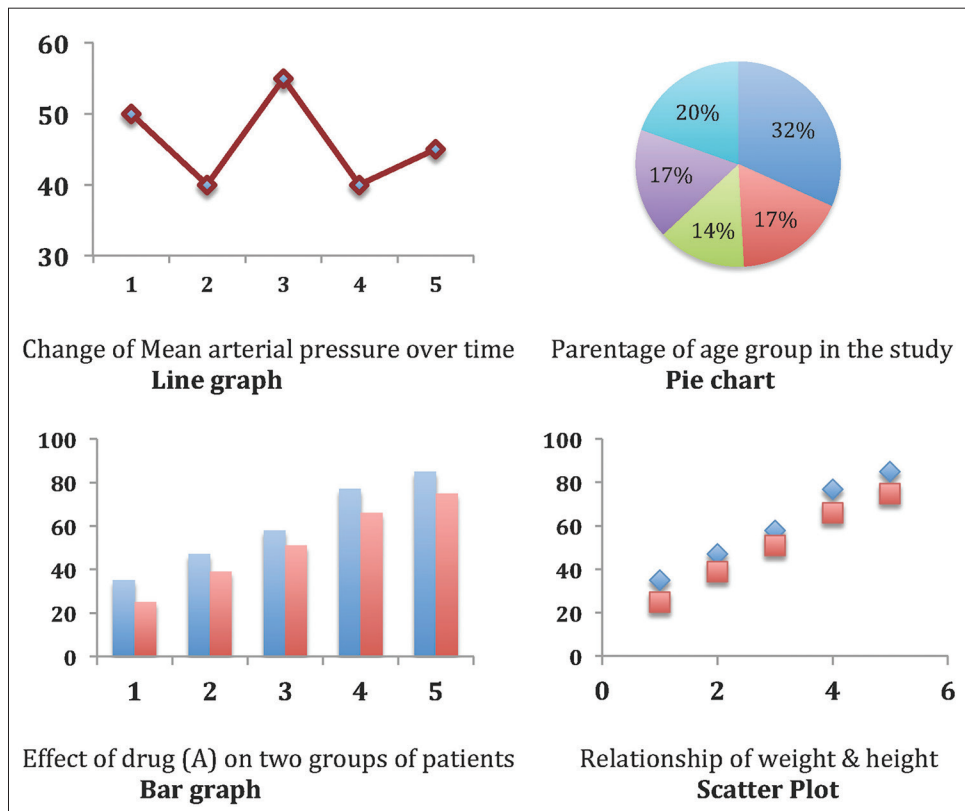 60
50
40
30
1 2 3 4 5
Change of Mean arterial pressure over time
Line graph
32%
17%
14%
17%
20%
Parentage of age group in the study
Pie chart
100
80
60
40
20
0
1 2 3 4 5
Effect of drug (A) on two groups of patients
Bar graph
100
80
60
40
20
0
0 2 4 6
Relationship of weight & height
Scatter Plot